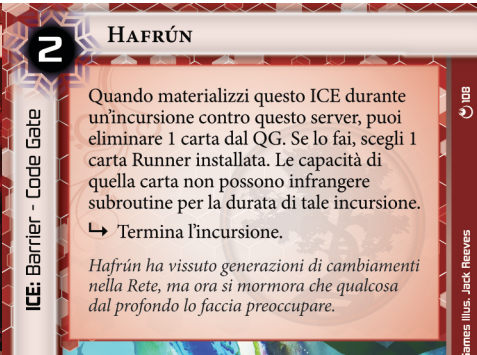 2
HAFRÚN
Quando materializzi questo ICE durante
un'incursione contro questo server, puoi
eliminare 1 carta dal QG. Se lo fai, scegli 1
carta Runner installata. Le capacità di
quella carta non possono infrangere
subroutine per la durata di tale incursione.
↳ Termina l'incursione.
Hafrún ha vissuto generazioni di cambiamenti
nella Rete, ma ora si mormora che qualcosa
dal profondo lo faccia preoccupare.
ICE: Barrier - Code Gate
108
Games Illus. Jack Reeves